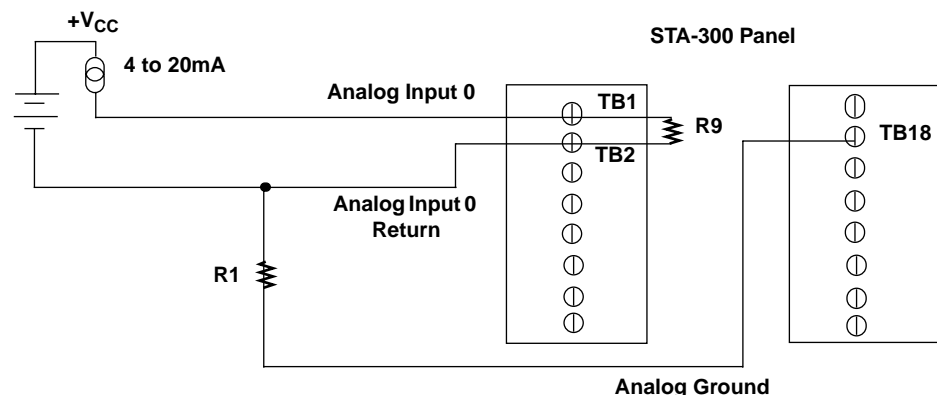 +VCC
STA-300 Panel
4 to 20mA
Analog Input 0
TB1
R9
TB18
TB2
Analog Input 0
Return
R1
Analog Ground